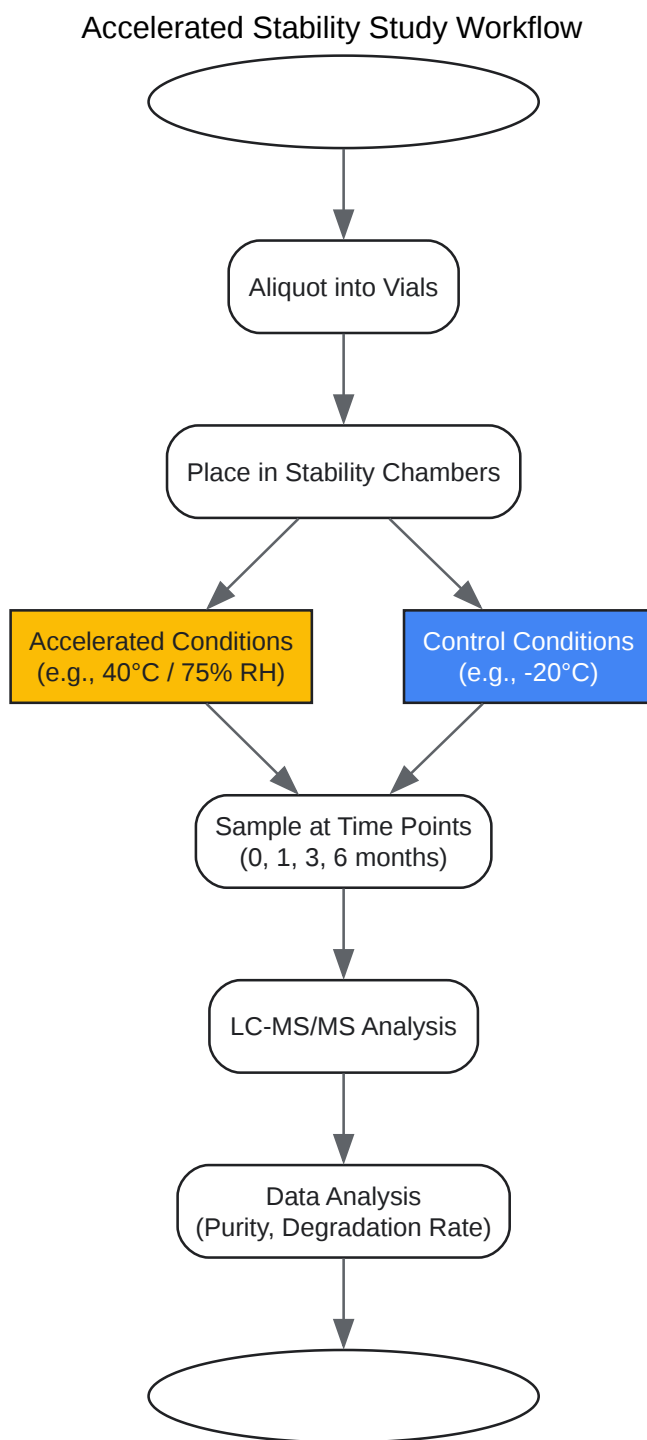 Accelerated Stability Study Workflow
Aliquot into Vials
Place in Stability Chambers
Accelerated Conditions
(e.g., 40°C / 75% RH)
Control Conditions
(e.g., -20°C)
Sample at Time Points
(0, 1, 3, 6 months)
LC-MS/MS Analysis
Data Analysis
(Purity, Degradation Rate)